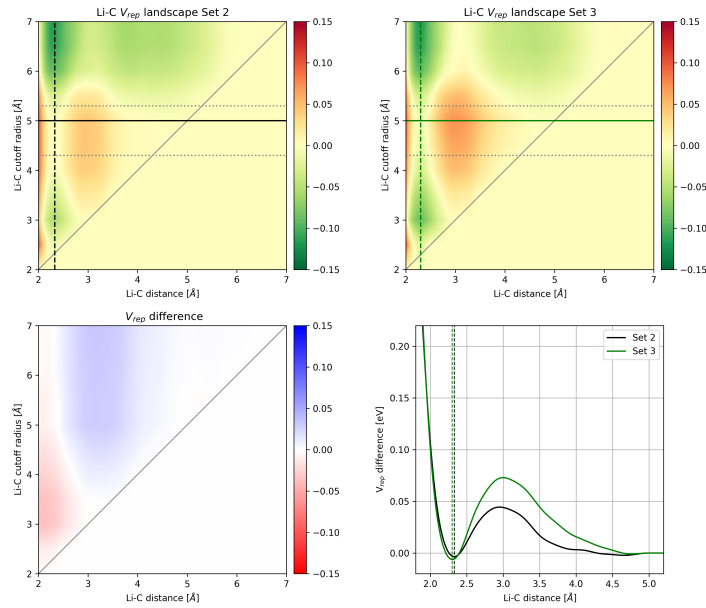 Li-C V_rep landscape Set 2
Li-C cutoff radius [Å]
7
6
5
4
3
2
2 3 4 5 6 7
Li-C distance [Å]
0.15
0.10
0.05
0.00
−0.05
−0.10
−0.15
Li-C V_rep landscape Set 3
Li-C cutoff radius [Å]
7
6
5
4
3
2
2 3 4 5 6 7
Li-C distance [Å]
0.15
0.10
0.05
0.00
−0.05
−0.10
−0.15
V_rep difference
Li-C cutoff radius [Å]
7
6
5
4
3
2
2 3 4 5 6 7
Li-C distance [Å]
0.15
0.10
0.05
0.00
−0.05
−0.10
−0.15
Set 2
Set 3
V_rep difference [eV]
0.20
0.15
0.10
0.05
0.00
2.0 2.5 3.0 3.5 4.0 4.5 5.0
Li-C distance [Å]